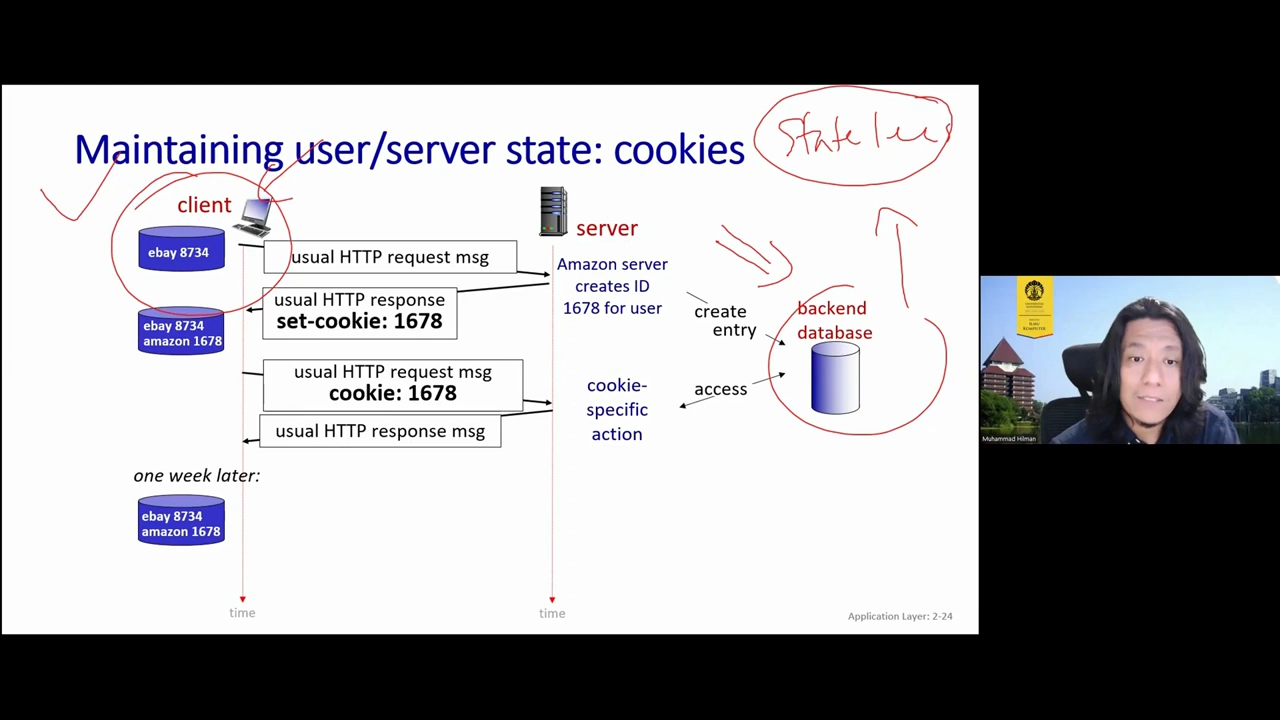 Maintaining user/server state: cookies
Stateless
client
server
ebay 8734
usual HTTP request msg
Amazon server
creates ID
1678 for user
usual HTTP response
set-cookie: 1678
create
entry
backend
database
ebay 8734
amazon 1678
usual HTTP request msg
cookie: 1678
cookie-
specific
action
access
usual HTTP response msg
one week later:
ebay 8734
amazon 1678
time
time
Application Layer: 2-24
ILMU
KOMPUTER
Muhammad Hilman